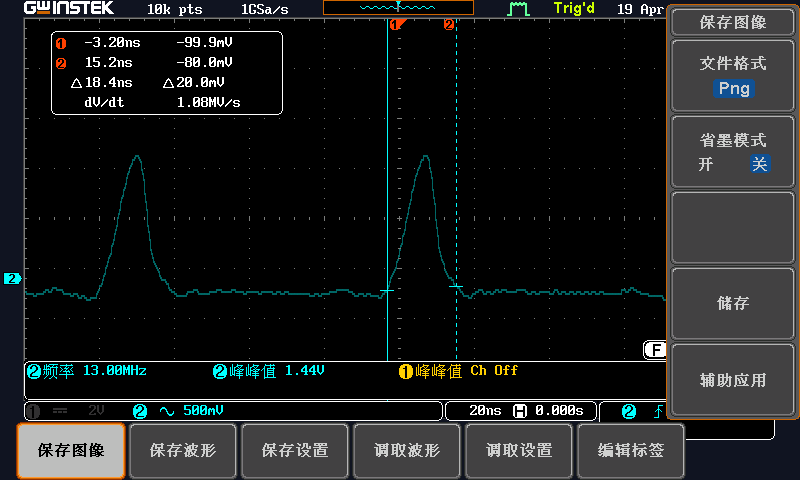 GWINSTEK 10k pts 1GSa/s Trig'd 19 Apr
1 2
1 -3.20ns -99.9mV
2 15.2ns -80.0mV
△18.4ns △20.0mV
dV/dt 1.08MV/s
2
F
2 频率 13.00MHz 2 峰峰值 1.44V 1 峰峰值 Ch Off
1 2V 2 500mV 20ns H 0.000s 2
保存图像
文件格式
Png
省墨模式
开 关
储存
辅助应用
保存图像 保存波形 保存设置 调取波形 调取设置 编辑标签